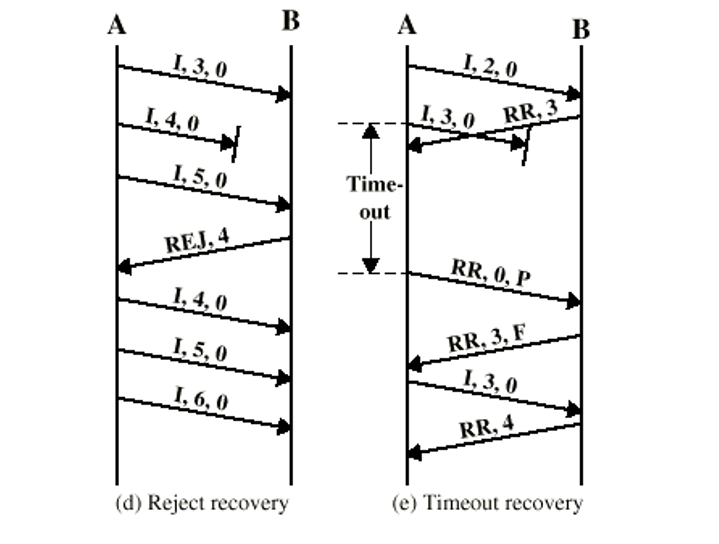 A
B
I, 3, 0
I, 4, 0
I, 5, 0
REJ, 4
I, 4, 0
I, 5, 0
I, 6, 0
(d) Reject recovery
A
B
I, 2, 0
I, 3, 0
RR, 3
Time-
out
RR, 0, P
RR, 3, F
I, 3, 0
RR, 4
(e) Timeout recovery